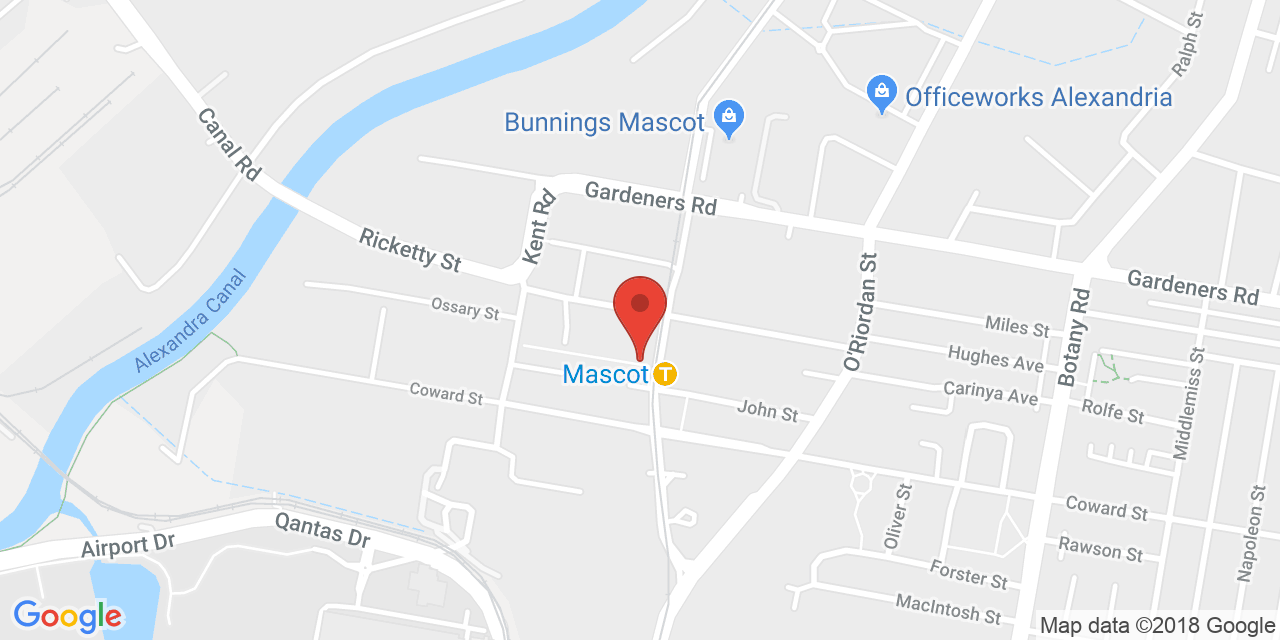 Ralph St
Officeworks Alexandria
Bunnings Mascot
Canal Rd
Gardeners Rd
Kent Rd
Ricketty St
O'Riordan St
Gardeners Rd
Alexandra Canal
Ossary St
Miles St
Botany Rd
Hughes Ave
Mascot
T
Carinya Ave
Coward St
John St
Rolfe St
Middlemiss St
Coward St
Oliver St
Napoleon St
Qantas Dr
Airport Dr
Rawson St
Forster St
MacIntosh St
Google
Map data ©2018 Google